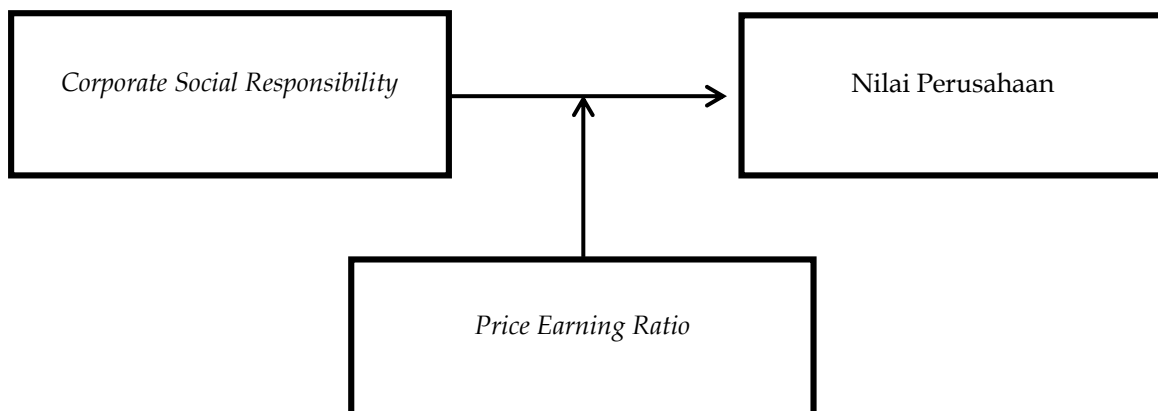 Corporate Social Responsibility
Nilai Perusahaan
Price Earning Ratio